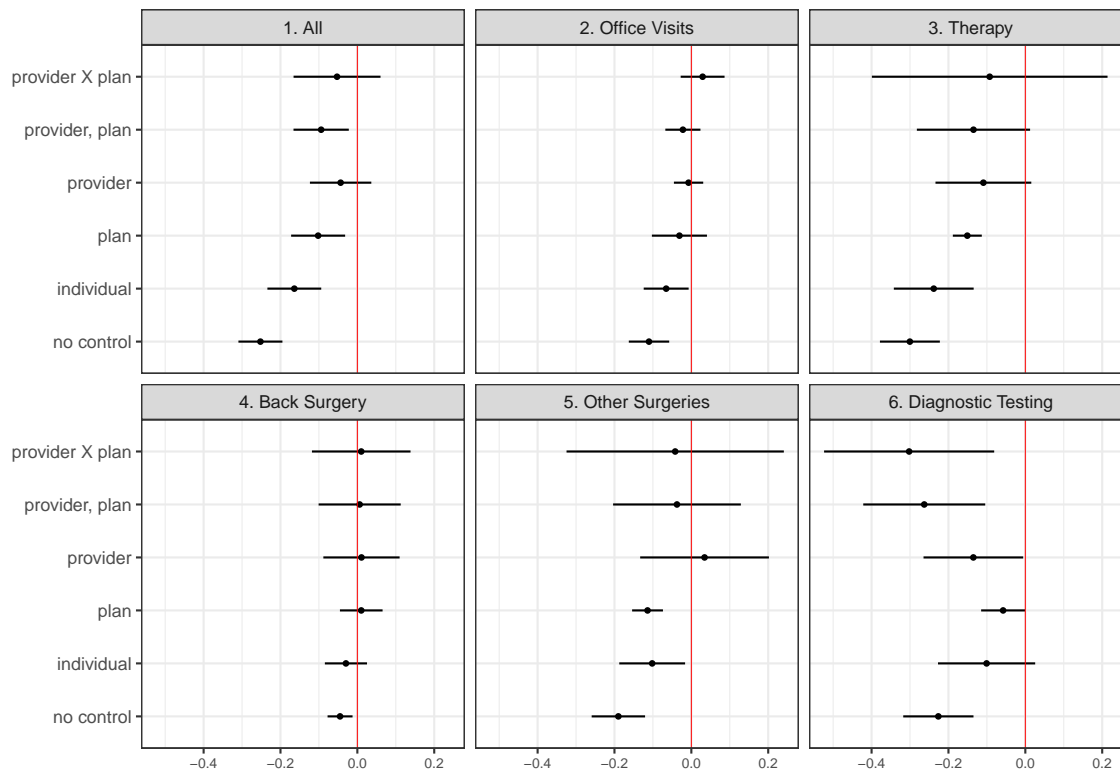 1. All
2. Office Visits
3. Therapy
provider X plan
provider, plan
provider
plan
individual
no control
4. Back Surgery
5. Other Surgeries
6. Diagnostic Testing
provider X plan
provider, plan
provider
plan
individual
no control
−0.4 −0.2 0.0 0.2
−0.4 −0.2 0.0 0.2
−0.4 −0.2 0.0 0.2